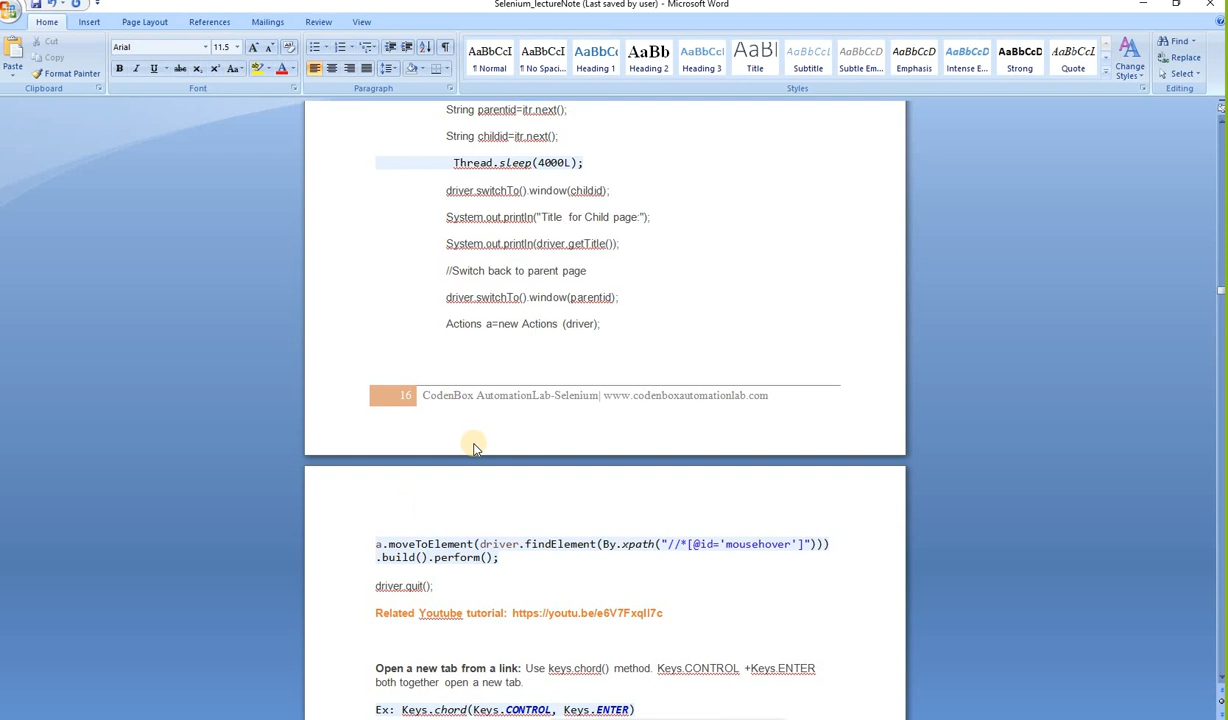 Selenium_lectureNote (Last saved by user) - Microsoft Word
Home Insert Page Layout References Mailings Review View
Cut
Copy
Format Painter
Paste
Clipboard
Arial 11.5
Font
Paragraph
AaBbCcI AaBbCcI AaBbCc AaBb AaBbCcI AaBl AaBbCcI AaBbCcD AaBbCcD AaBbCcI AaBbCcI AaBbCcI
¶ Normal ¶ No Spaci... Heading 1 Heading 2 Heading 3 Title Subtitle Subtle Em... Emphasis Intense E... Strong Quote
Change Styles
Styles
Find
Replace
Select
Editing
String parentid=itr.next();
String childid=itr.next();
Thread.sleep(4000L);
driver.switchTo().window(childid);
System.out.println("Title for Child page:");
System.out.println(driver.getTitle());
//Switch back to parent page
driver.switchTo().window(parentid);
Actions a=new Actions (driver);
16 CodenBox AutomationLab-Selenium| www.codenboxautomationlab.com
a.moveToElement(driver.findElement(By.xpath("//*[@id='mousehover']")))
.build().perform();
driver.quit();
Related Youtube tutorial: https://youtu.be/e6V7FxqlI7c
Open a new tab from a link: Use keys.chord() method. Keys.CONTROL +Keys.ENTER
both together open a new tab.
Ex: Keys.chord(Keys.CONTROL, Keys.ENTER)